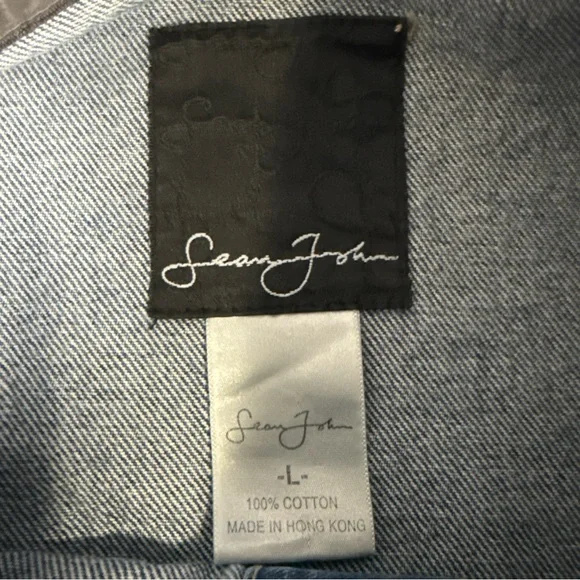 Sean John
Sean John
-L-
100% COTTON
MADE IN HONG KONG